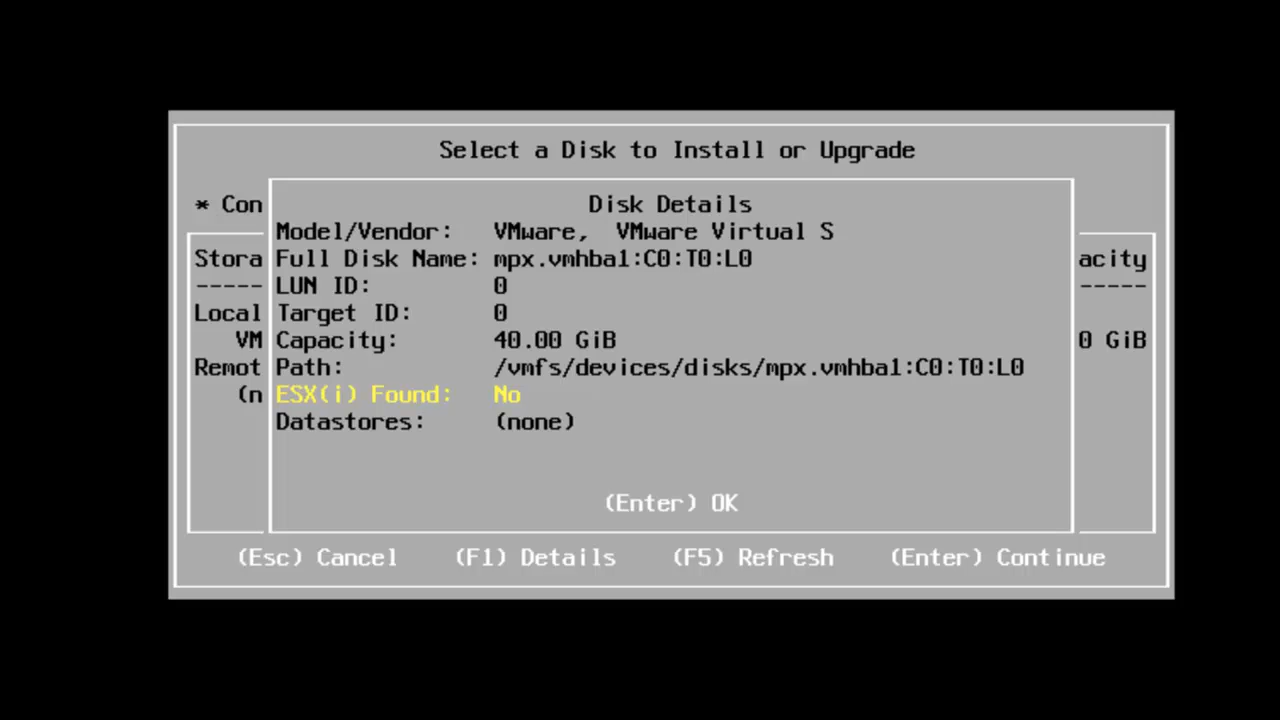 Select a Disk to Install or Upgrade
* Con
Disk Details
Model/Vendor: VMware, VMware Virtual S
Stora Full Disk Name: mpx.vmhba1:C0:T0:L0 acity
----- LUN ID: 0 -----
Local Target ID: 0
VM Capacity: 40.00 GiB 0 GiB
Remot Path: /vmfs/devices/disks/mpx.vmhba1:C0:T0:L0
(n ESX(i) Found: No
Datastores: (none)
(Enter) OK
(Esc) Cancel (F1) Details (F5) Refresh (Enter) Continue